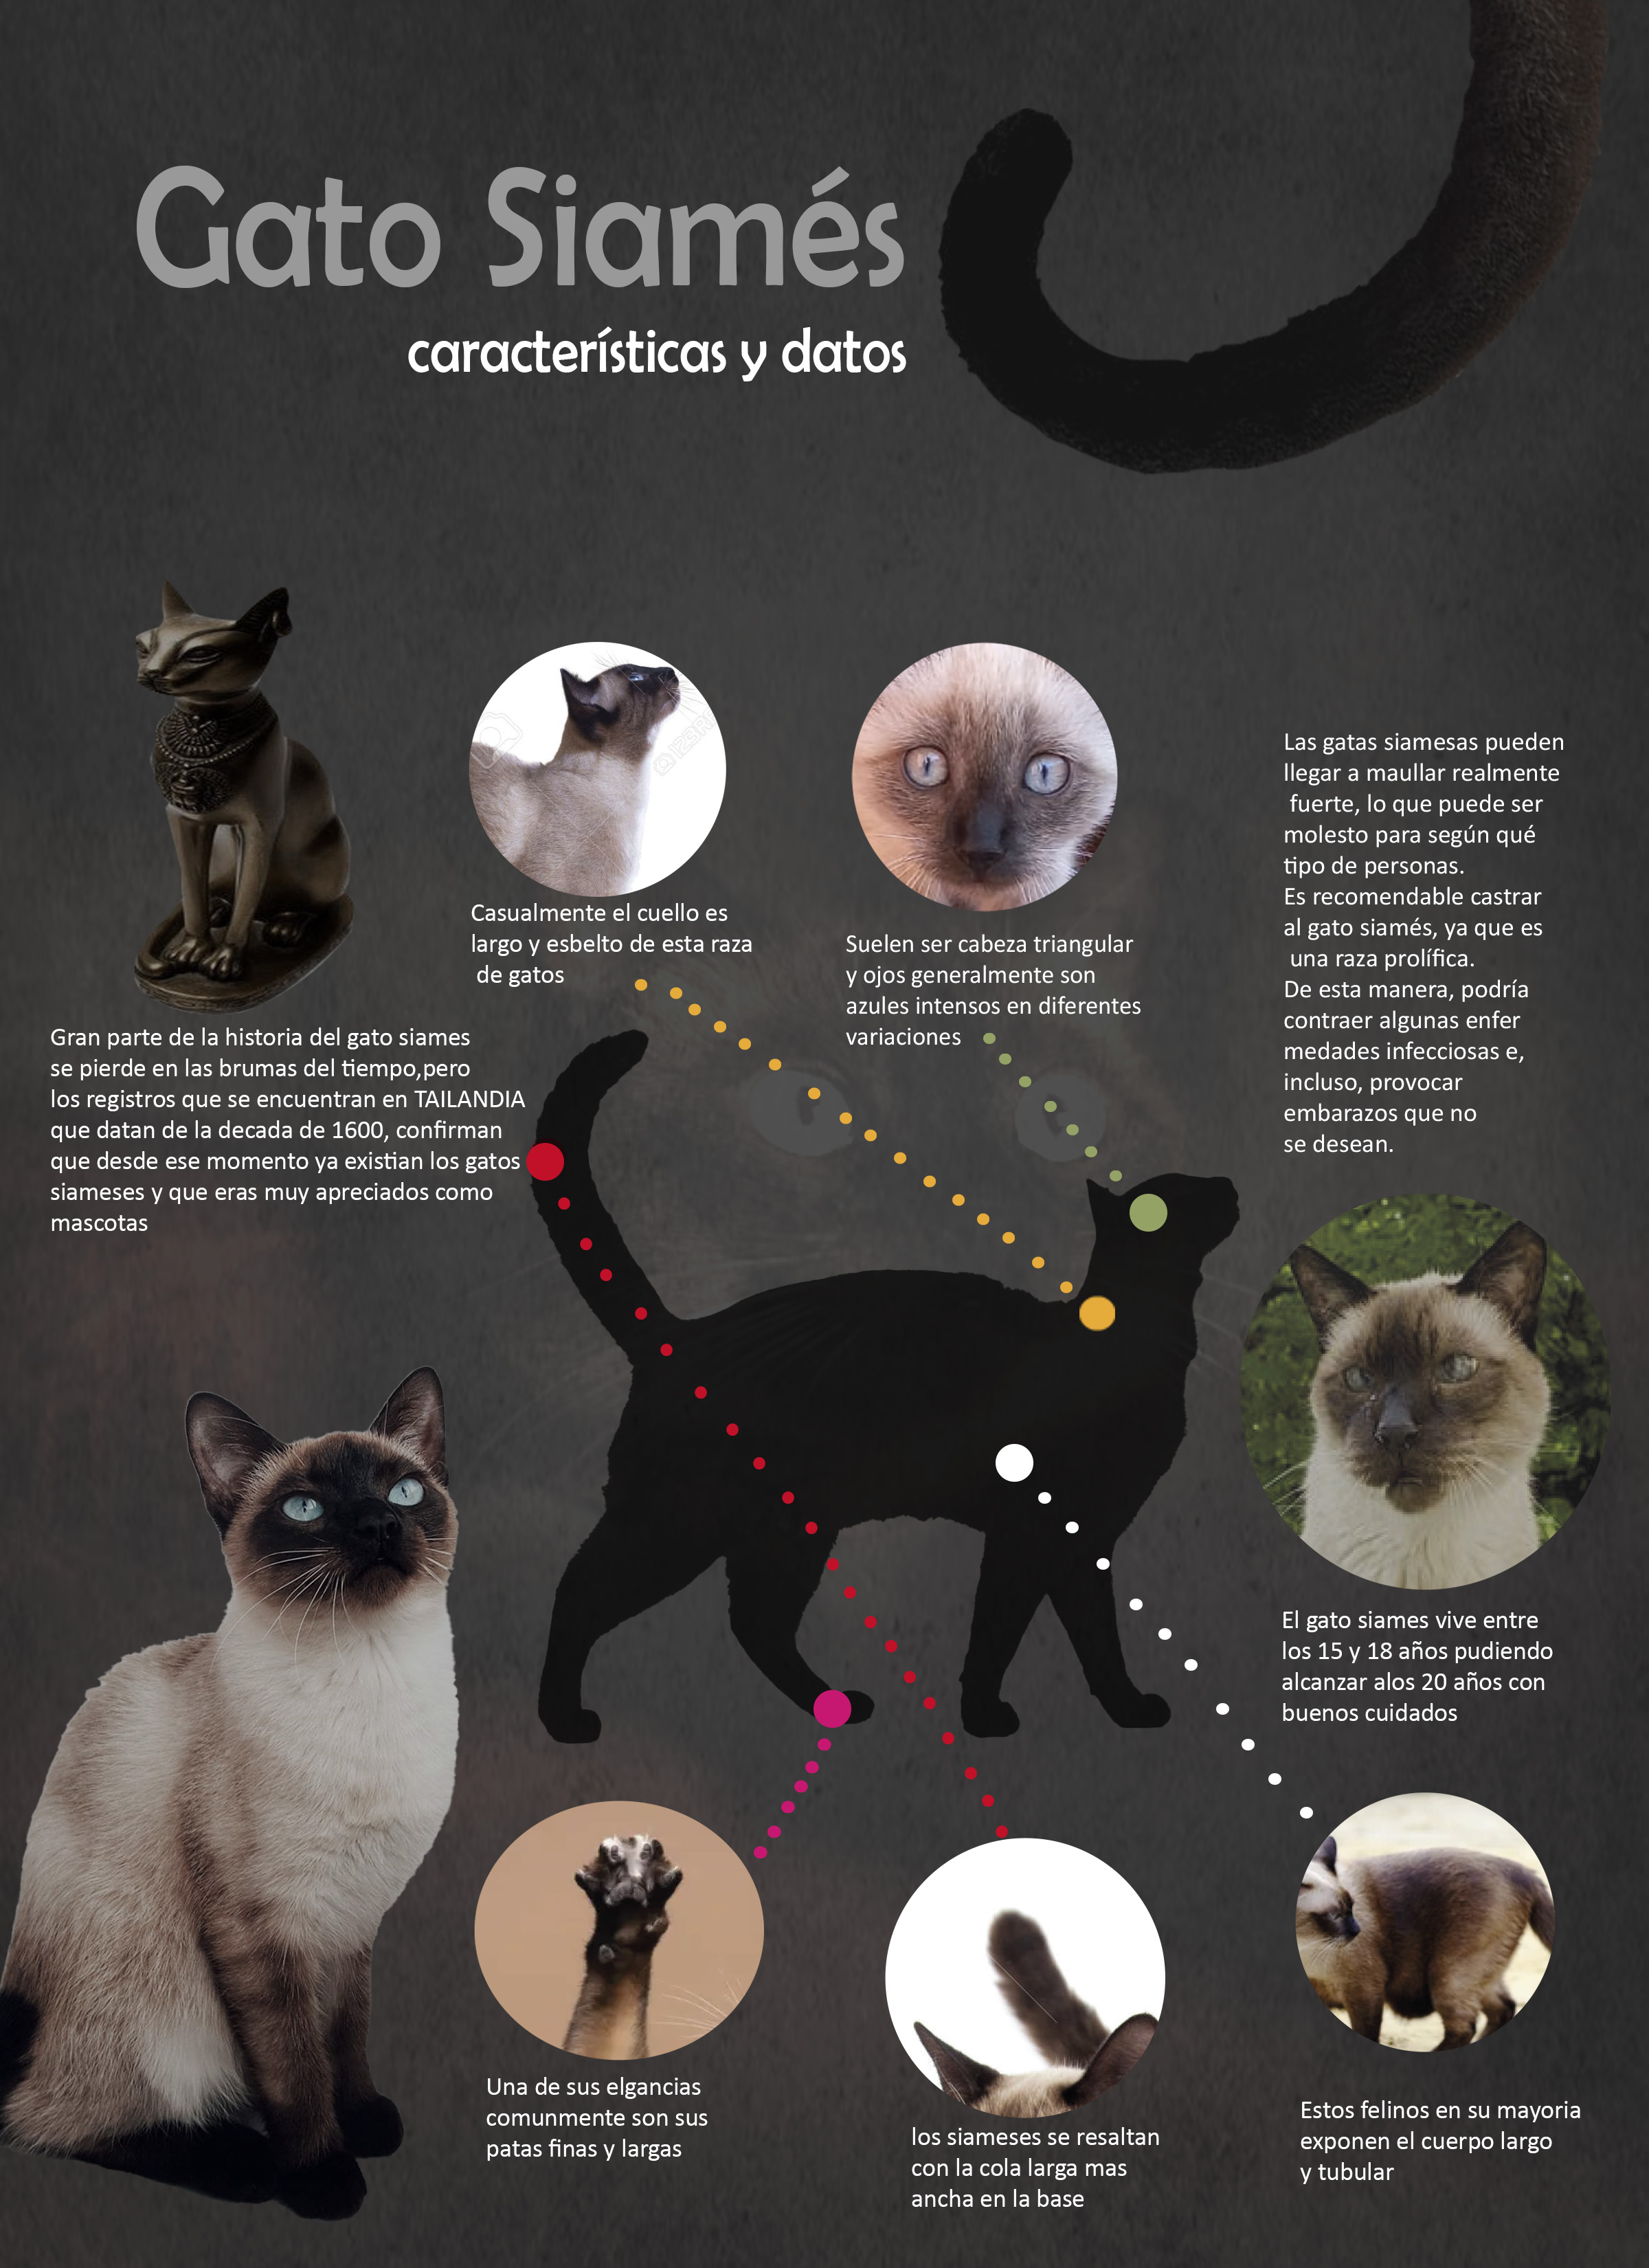 Gato Siamés
características y datos
Casualmente el cuello es
largo y esbelto de esta raza
de gatos
Suelen ser cabeza triangular
y ojos generalmente son
azules intensos en diferentes
variaciones
Las gatas siamesas pueden
llegar a maullar realmente
fuerte, lo que puede ser
molesto para según qué
tipo de personas.
Es recomendable castrar
al gato siamés, ya que es
una raza prolífica.
De esta manera, podría
contraer algunas enfer
medades infecciosas e,
incluso, provocar
embarazos que no
se desean.
Gran parte de la historia del gato siames
se pierde en las brumas del tiempo,pero
los registros que se encuentran en TAILANDIA
que datan de la decada de 1600, confirman
que desde ese momento ya existian los gatos
siameses y que eras muy apreciados como
mascotas
El gato siames vive entre
los 15 y 18 años pudiendo
alcanzar alos 20 años con
buenos cuidados
Una de sus elgancias
comunmente son sus
patas finas y largas
los siameses se resaltan
con la cola larga mas
ancha en la base
Estos felinos en su mayoria
exponen el cuerpo largo
y tubular